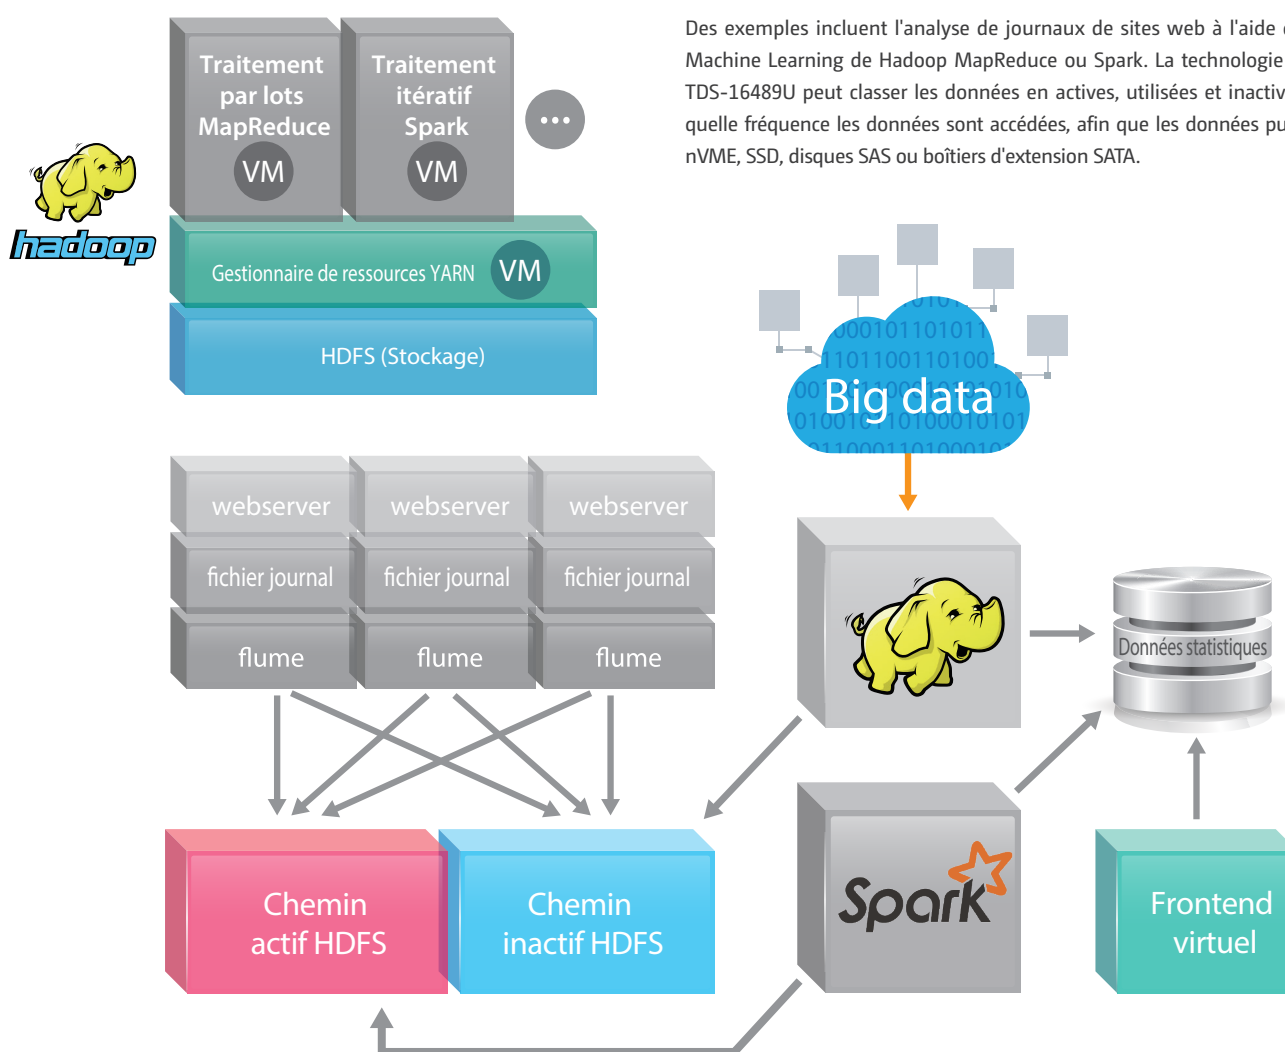 Des exemples incluent l'analyse de journaux de sites web à l'aide
Machine Learning de Hadoop MapReduce ou Spark. La technologie
TDS-16489U peut classer les données en actives, utilisées et
quelle fréquence les données sont accédées, afin que les données
nVME, SSD, disques SAS ou boîtiers d'extension SATA.
Traitement
par lots
MapReduce
VM
Traitement
itératif
Spark
VM
...
hadoop
Gestionnaire de ressources YARN
VM
HDFS (Stockage)
Big data
webserver
webserver
webserver
fichier journal
fichier journal
fichier journal
flume
flume
flume
Données statistiques
Chemin
actif HDFS
Chemin
inactif HDFS
Spark
Frontend
virtuel